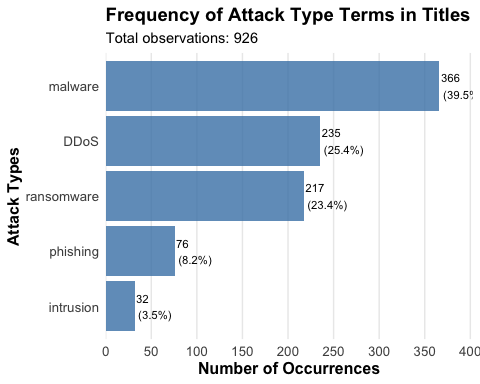 Frequency of Attack Type Terms in Titles
Total observations: 926
Attack Types
malware
366
(39.5%
DDoS
235
(25.4%)
ransomware
217
(23.4%)
phishing
76
(8.2%)
intrusion
32
(3.5%)
0 50 100 150 200 250 300 350 400
Number of Occurrences